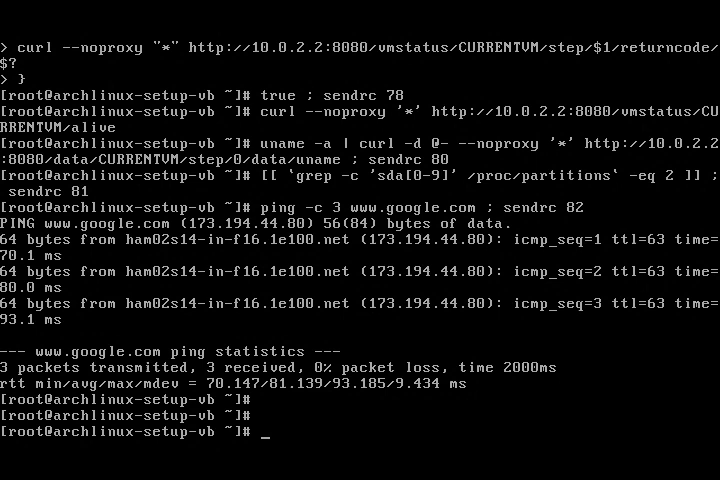 > curl --noproxy "*" http://10.0.2.2:8080/vmstatus/CURRENTVM/step/$1/returncode/
$?
> }
[root@archlinux-setup-vb ~]# true ; sendrc 78
[root@archlinux-setup-vb ~]# curl --noproxy '*' http://10.0.2.2:8080/vmstatus/CU
RRENTVM/alive
[root@archlinux-setup-vb ~]# uname -a | curl -d @- --noproxy '*' http://10.0.2.2
:8080/data/CURRENTVM/step/0/data/uname ; sendrc 80
[root@archlinux-setup-vb ~]# [[ `grep -c 'sda[0-9]' /proc/partitions` -eq 2 ]] ;
 sendrc 81
[root@archlinux-setup-vb ~]# ping -c 3 www.google.com ; sendrc 82
PING www.google.com (173.194.44.80) 56(84) bytes of data.
64 bytes from ham02s14-in-f16.1e100.net (173.194.44.80): icmp_seq=1 ttl=63 time=
70.1 ms
64 bytes from ham02s14-in-f16.1e100.net (173.194.44.80): icmp_seq=2 ttl=63 time=
80.0 ms
64 bytes from ham02s14-in-f16.1e100.net (173.194.44.80): icmp_seq=3 ttl=63 time=
93.1 ms
--- www.google.com ping statistics ---
3 packets transmitted, 3 received, 0% packet loss, time 2000ms
rtt min/avg/max/mdev = 70.147/81.139/93.185/9.434 ms
[root@archlinux-setup-vb ~]#
[root@archlinux-setup-vb ~]#
[root@archlinux-setup-vb ~]# _